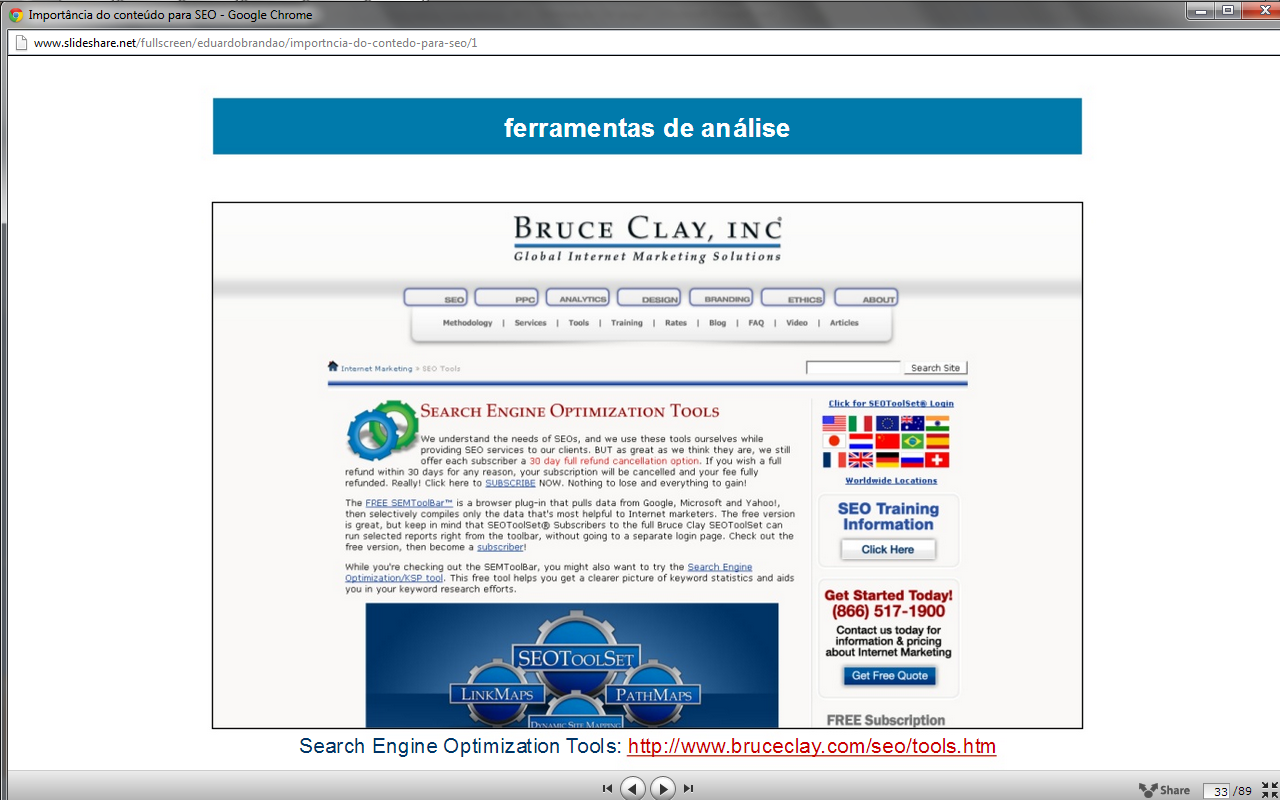 Importância do conteúdo para SEO - Google Chrome
www.slideshare.net/fullscreen/eduardobrandao/importncia-do-contedo-para-seo/1
ferramentas de análise
BRUCE CLAY, INC®
Global Internet Marketing Solutions
SEO PPC ANALYTICS DESIGN BRANDING ETHICS ABOUT
Methodology | Services | Tools | Training | Rates | Blog | FAQ | Video | Articles
Internet Marketing > SEO Tools
Search Site
SEARCH ENGINE OPTIMIZATION TOOLS
We understand the needs of SEOs, and we use these tools ourselves while
providing SEO services to our clients. BUT as great as we think they are, we still
offer each subscriber a 30 day full refund cancellation option. If you wish a full
refund within 30 days for any reason, your subscription will be cancelled and your fee fully
refunded. Really! Click here to SUBSCRIBE NOW. Nothing to lose and everything to gain!
The FREE SEMToolBar™ is a browser plug-in that pulls data from Google, Microsoft and Yahoo!,
then selectively compiles only the data that's most helpful to Internet marketers. The free version
is great, but keep in mind that SEOToolSet® Subscribers to the full Bruce Clay SEOToolSet can
run selected reports right from the toolbar, without going to a separate login page. Check out the
free version, then become a subscriber!
While you're checking out the SEMToolBar, you might also want to try the Search Engine
Optimization/KSP tool. This free tool helps you get a clearer picture of keyword statistics and aids
you in your keyword research efforts.
SEOTOOLSET
LINKMAPS
PATHMAPS
DYNAMIC SITE MAPPING
Click for SEOToolSet® Login
Worldwide Locations
SEO Training
Information
Click Here
Get Started Today!
(866) 517-1900
Contact us today for
information & pricing
about Internet Marketing
Get Free Quote
FREE Subscription
Search Engine Optimization Tools: http://www.bruceclay.com/seo/tools.htm
Share
33 /89